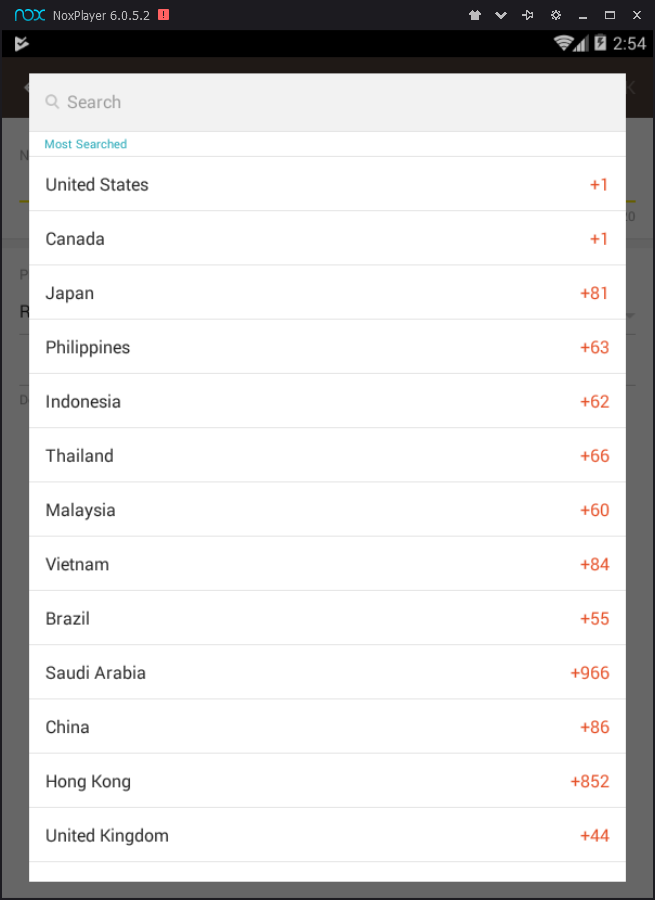 nox NoxPlayer 6.0.5.2
2:54
Search
Most Searched
United States +1
Canada +1
Japan +81
Philippines +63
Indonesia +62
Thailand +66
Malaysia +60
Vietnam +84
Brazil +55
Saudi Arabia +966
China +86
Hong Kong +852
United Kingdom +44